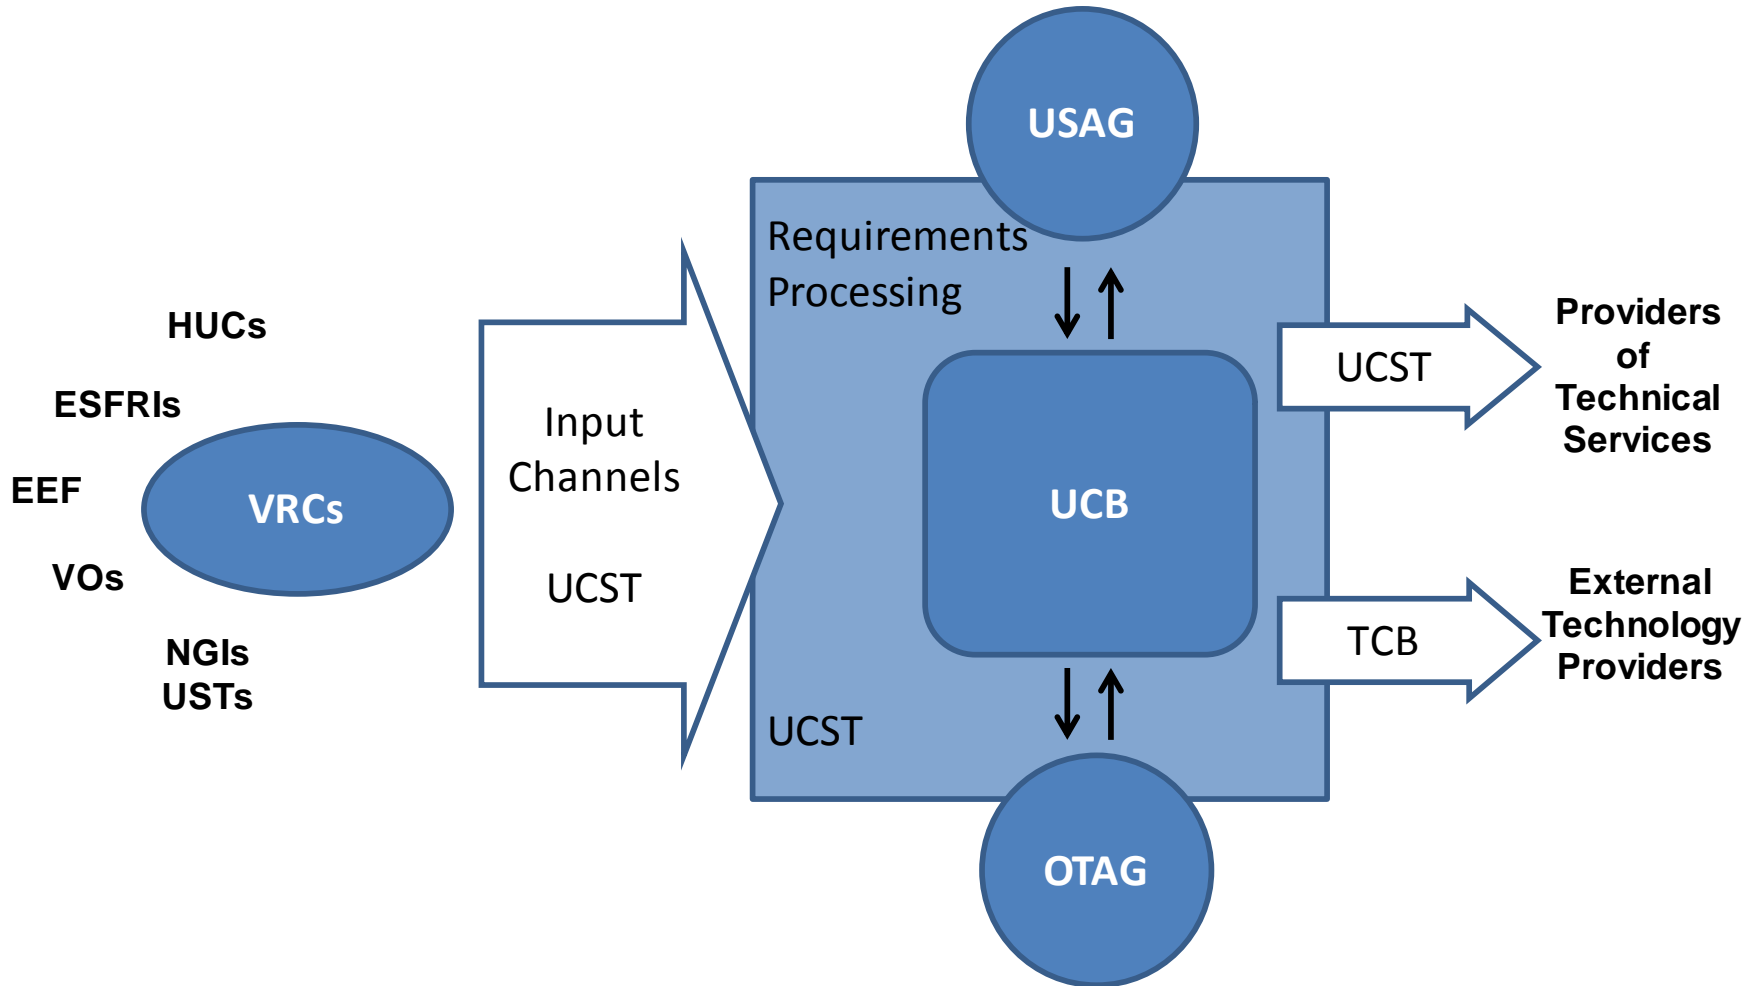 USAG
Requirements
Processing
HUCs
ESFRIs
EEF
VRCs
VOs
NGIs
USTs
Input
Channels
UCST
UCB
UCST
OTAG
UCST
Providers
of
Technical
Services
TCB
External
Technology
Providers